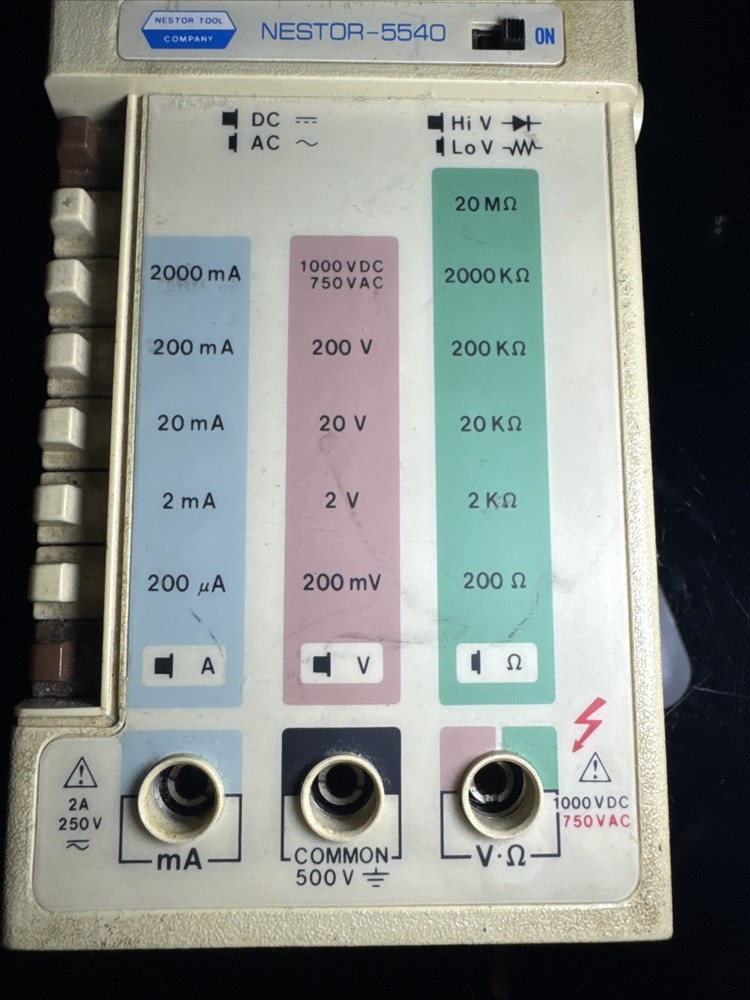 NESTOR TOOL
COMPANY
NESTOR-5540
ON
DC
AC
Hi V
Lo V
20 MΩ
2000 mA
1000 VDC
750 VAC
2000 KΩ
200 mA
200 V
200 KΩ
20 mA
20 V
20 KΩ
2 mA
2 V
2 KΩ
200 µA
200 mV
200 Ω
A
V
Ω
2A
250 V
1000 VDC
750 VAC
mA
COMMON
500 V
V·Ω